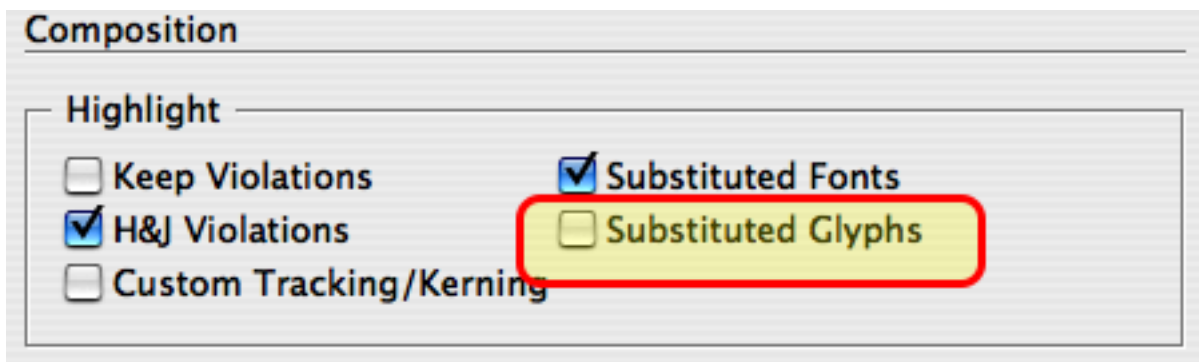 Composition
Highlight
Keep Violations
Substituted Fonts
H&J Violations
Substituted Glyphs
Custom Tracking/Kerning